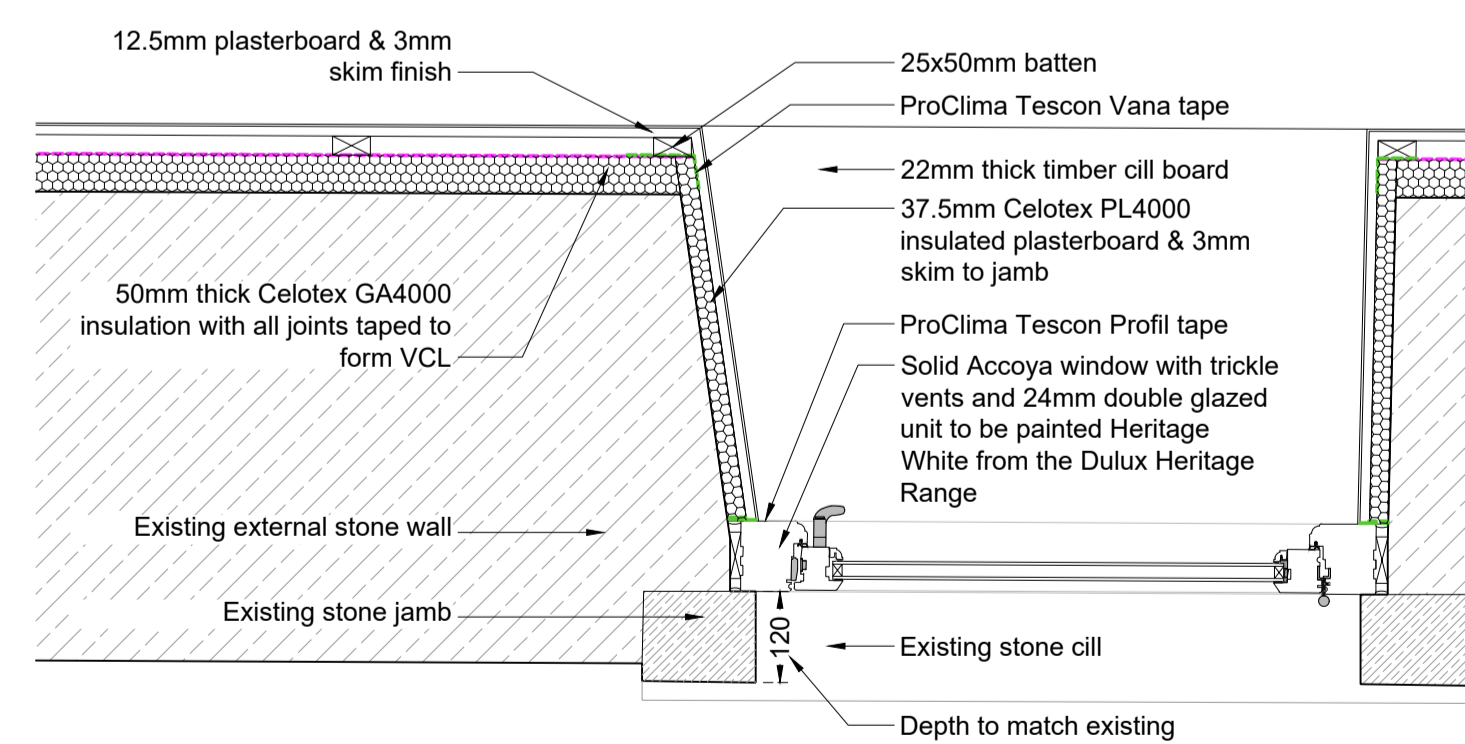 12.5mm plasterboard & 3mm
skim finish
25x50mm batten
ProClima Tescon Vana tape
22mm thick timber cill board
37.5mm Celotex PL4000
insulated plasterboard & 3mm
skim to jamb
50mm thick Celotex GA4000
insulation with all joints taped to
form VCL
ProClima Tescon Profil tape
Solid Accoya window with trickle
vents and 24mm double glazed
unit to be painted Heritage
White from the Dulux Heritage
Range
Existing external stone wall
Existing stone jamb
120
Existing stone cill
Depth to match existing